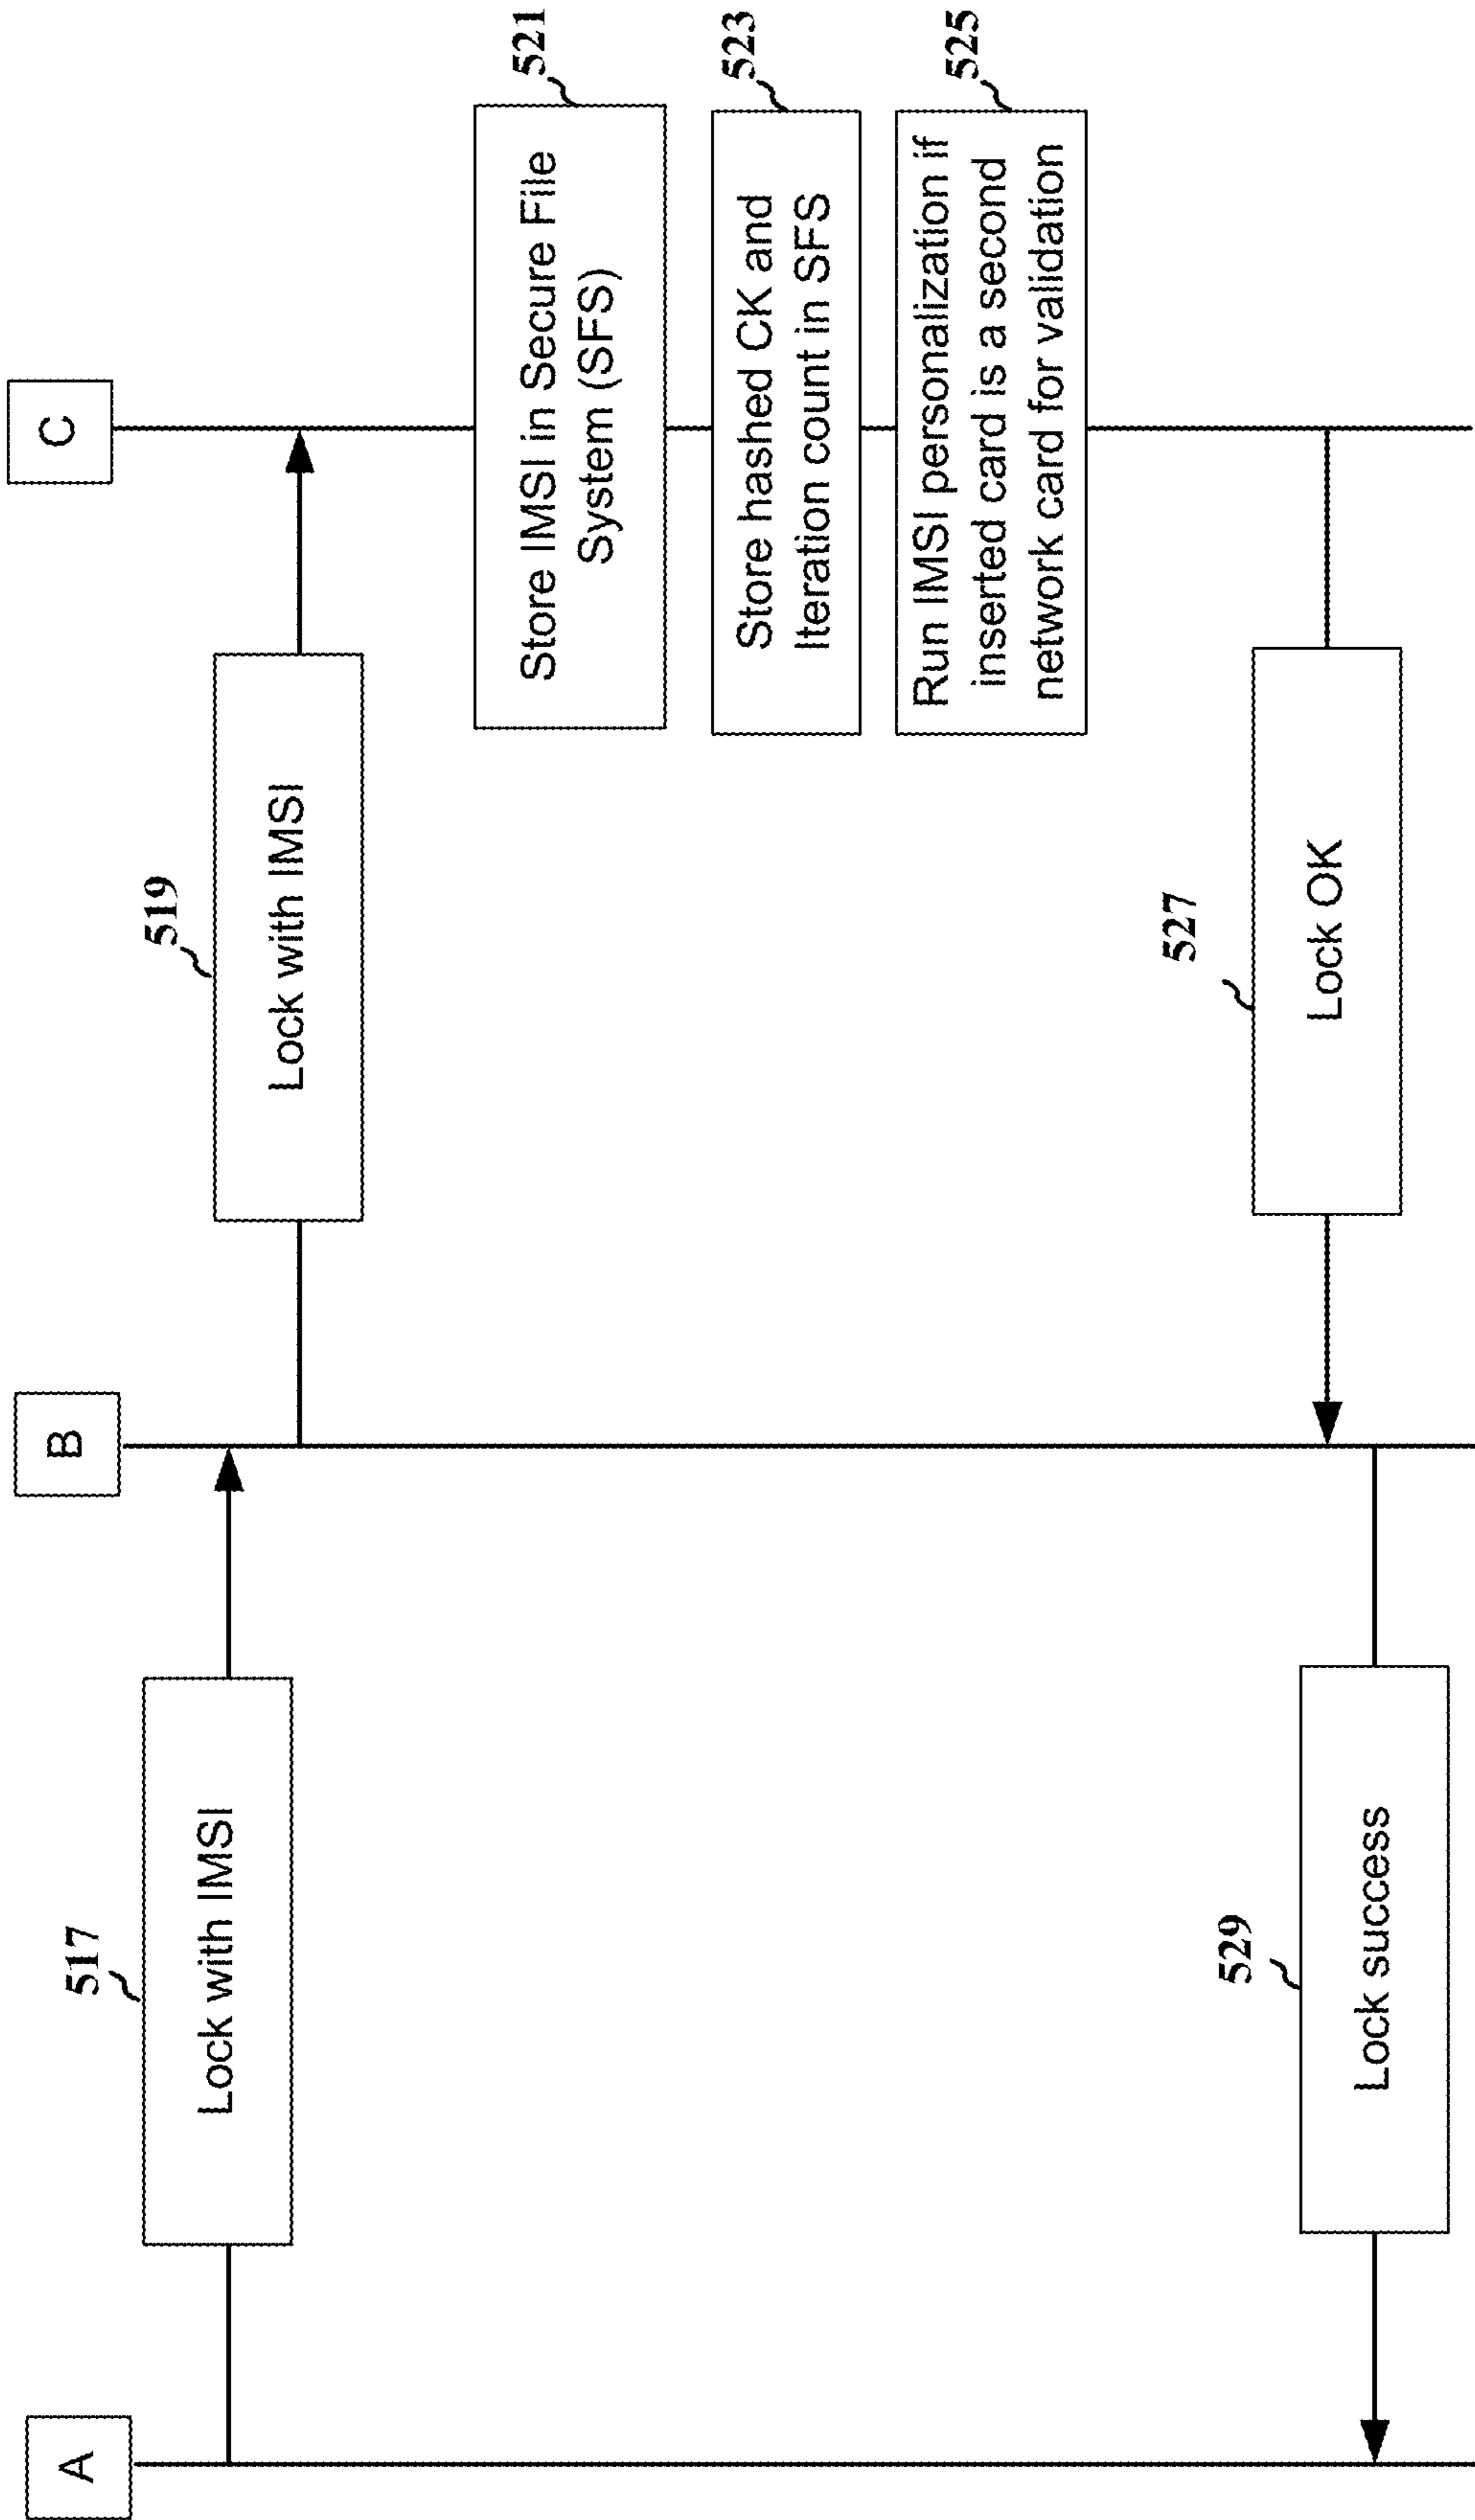 A
B
C
517
Lock with IMSI
519
Lock with IMSI
521
Store IMSI in Secure File
System (SFS)
523
Store hashed CK and
Iteration count in SFS
525
Run IMSI personalization if
inserted card is a second
network card for validation
527
Lock OK
529
Lock success